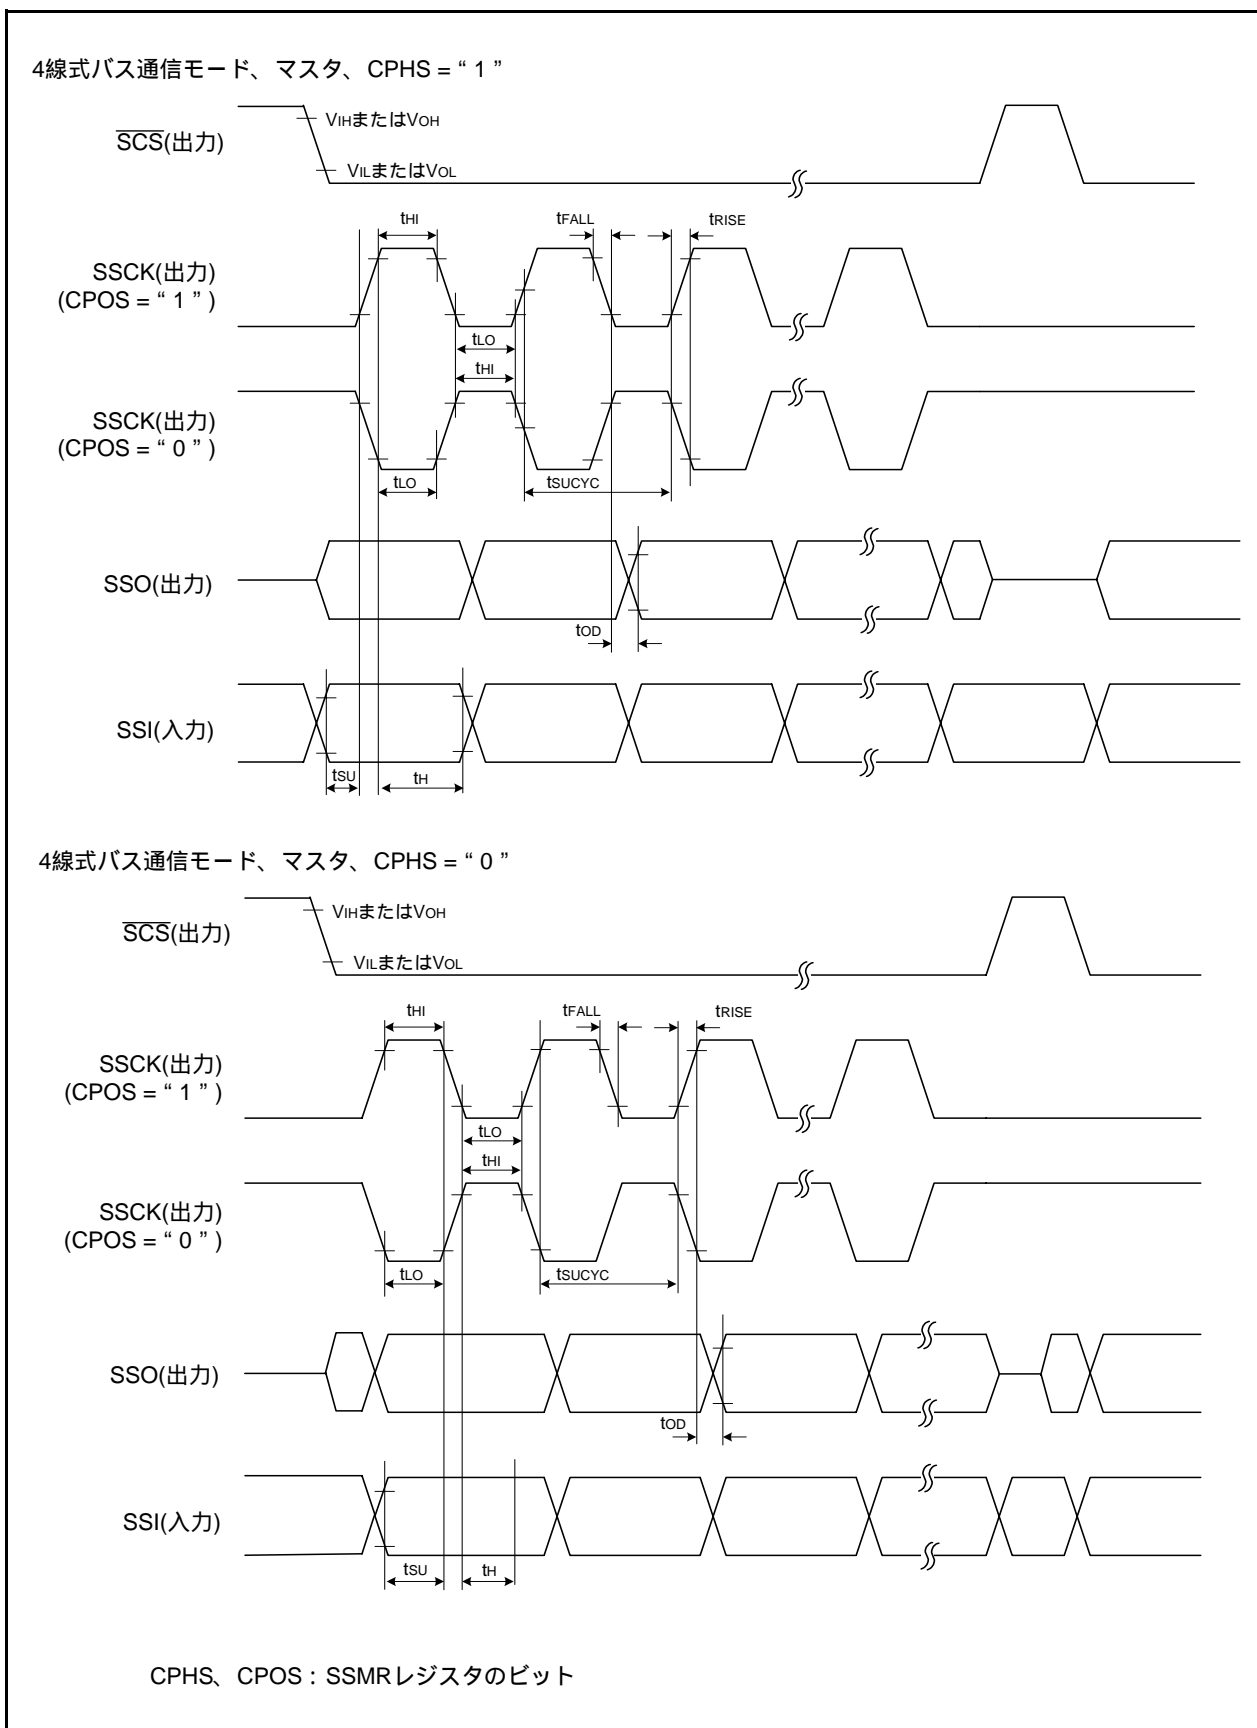 4線式バス通信モード、マスタ、CPHS = “ 1 ”
VIHまたはVOH
SCS(出力)
VILまたはVOL
tHI
tFALL
tRISE
SSCK(出力)
(CPOS = “ 1 ” )
tLO
tHI
SSCK(出力)
(CPOS = “ 0 ” )
tLO
tSUCYC
SSO(出力)
tOD
SSI(入力)
tSU
tH
4線式バス通信モード、マスタ、CPHS = “ 0 ”
VIHまたはVOH
SCS(出力)
VILまたはVOL
tHI
tFALL
tRISE
SSCK(出力)
(CPOS = “ 1 ” )
tLO
tHI
SSCK(出力)
(CPOS = “ 0 ” )
tLO
tSUCYC
SSO(出力)
tOD
SSI(入力)
tSU
tH
CPHS、CPOS : SSMRレジスタのビット